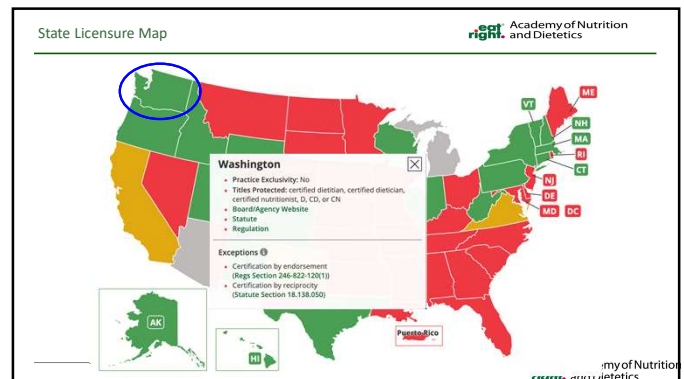 State Licensure Map
eat right. Academy of Nutrition and Dietetics
ME
VT
NH
MA
RI
CT
NJ
DE
MD DC
Washington
Practice Exclusivity: No
Titles Protected: certified dietitian, certified dietician,
certified nutritionist, D, CD, or CN
Board/Agency Website
Statute
Regulation
Exceptions
Certification by endorsement
(Regs Section 246-822-120(1))
Certification by reciprocity
(Statute Section 18.138.050)
AK
HI
Puerto Rico
my of Nutrition